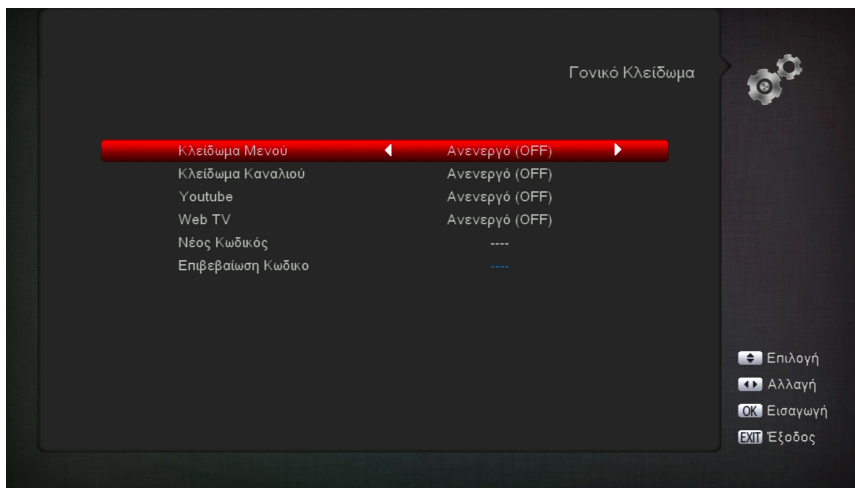 Γονικό Κλείδωμα
Κλείδωμα Μενού Ανενεργό (OFF)
Κλείδωμα Καναλιού Ανενεργό (OFF)
Youtube Ανενεργό (OFF)
Web TV Ανενεργό (OFF)
Νέος Κωδικός ----
Επιβεβαίωση Κωδικο ----
Επιλογή
Αλλαγή
OK Εισαγωγή
EXIT Έξοδος